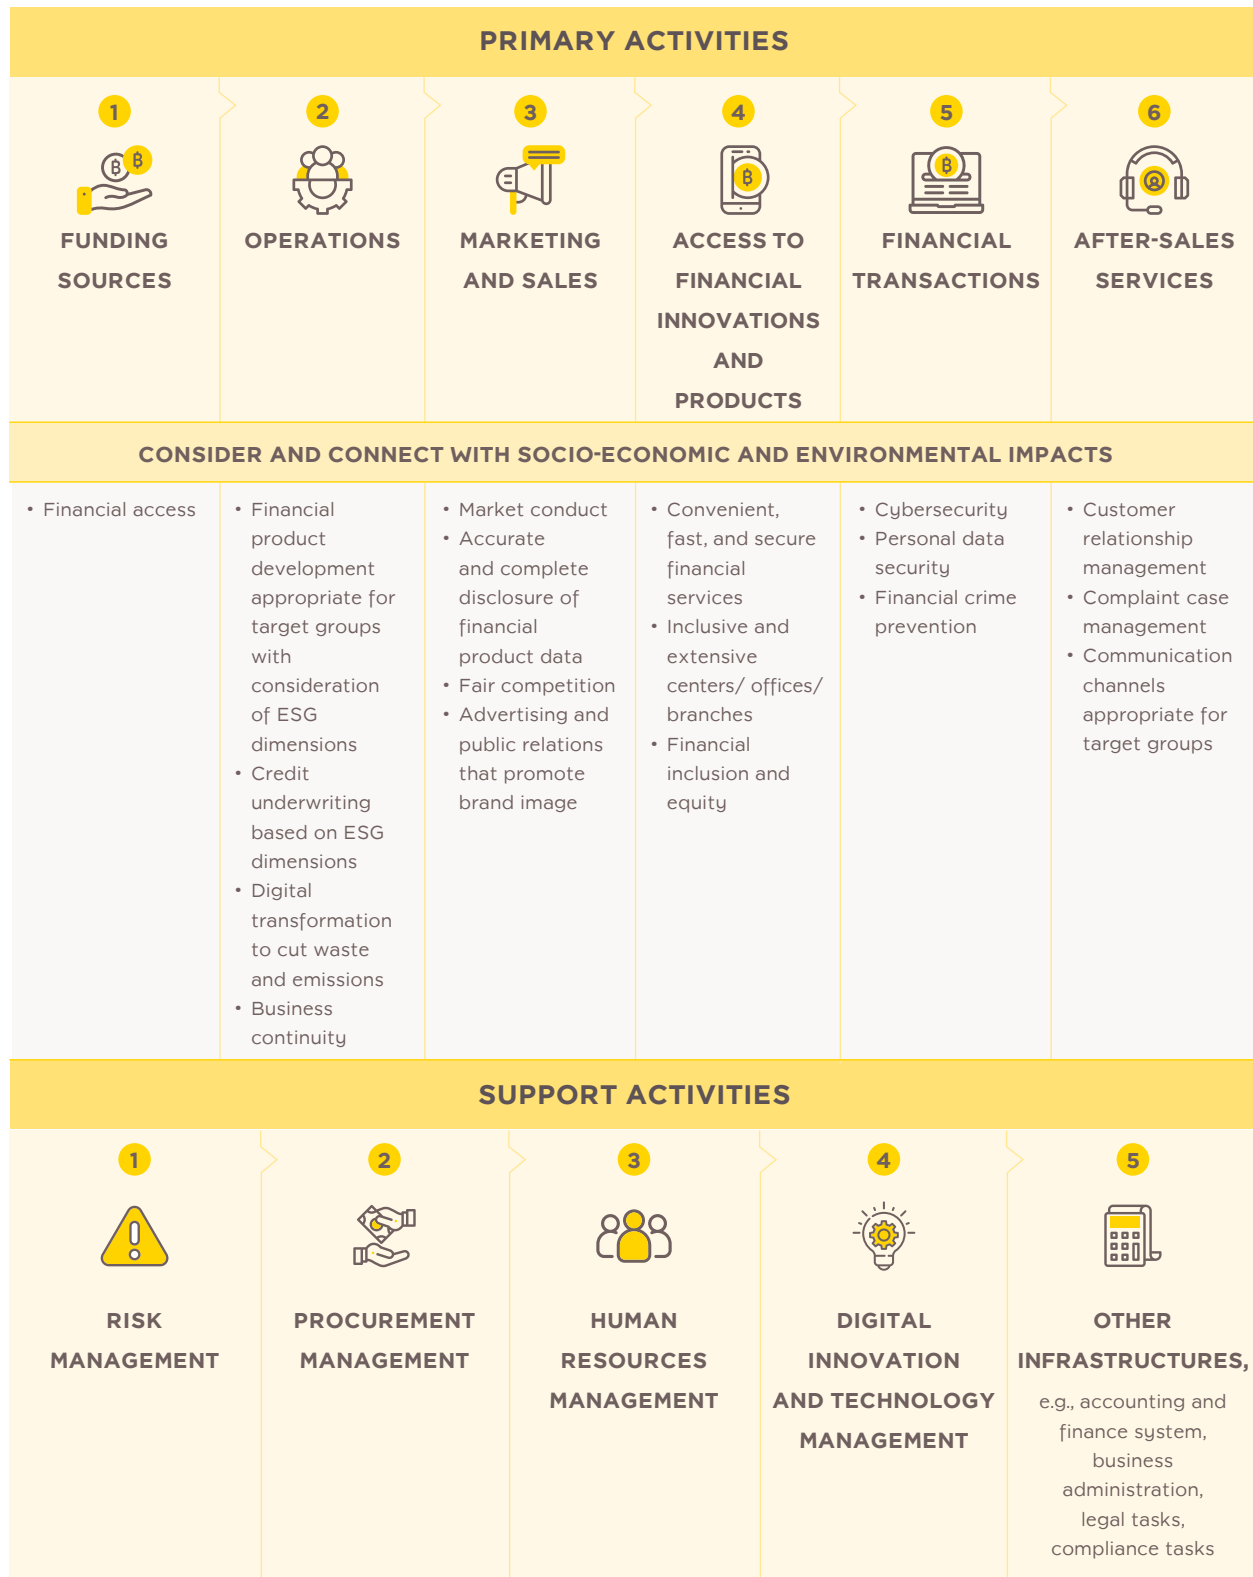 PRIMARY ACTIVITIES
1
FUNDING
SOURCES
2
OPERATIONS
3
MARKETING
AND SALES
4
ACCESS TO
FINANCIAL
INNOVATIONS
AND
PRODUCTS
5
FINANCIAL
TRANSACTIONS
6
AFTER-SALES
SERVICES
CONSIDER AND CONNECT WITH SOCIO-ECONOMIC AND ENVIRONMENTAL IMPACTS
• Financial access
• Financial
product
development
appropriate for
target groups
with
consideration
of ESG
dimensions
• Credit
underwriting
based on ESG
dimensions
• Digital
transformation
to cut waste
and emissions
• Business
continuity
• Market conduct
• Accurate
and complete
disclosure of
financial
product data
• Fair competition
• Advertising and
public relations
that promote
brand image
• Convenient,
fast, and secure
financial
services
• Inclusive and
extensive
centers/ offices/
branches
• Financial
inclusion and
equity
• Cybersecurity
• Personal data
security
• Financial crime
prevention
• Customer
relationship
management
• Complaint case
management
• Communication
channels
appropriate for
target groups
SUPPORT ACTIVITIES
1
RISK
MANAGEMENT
2
PROCUREMENT
MANAGEMENT
3
HUMAN
RESOURCES
MANAGEMENT
4
DIGITAL
INNOVATION
AND TECHNOLOGY
MANAGEMENT
5
OTHER
INFRASTRUCTURES,
e.g., accounting and
finance system,
business
administration,
legal tasks,
compliance tasks